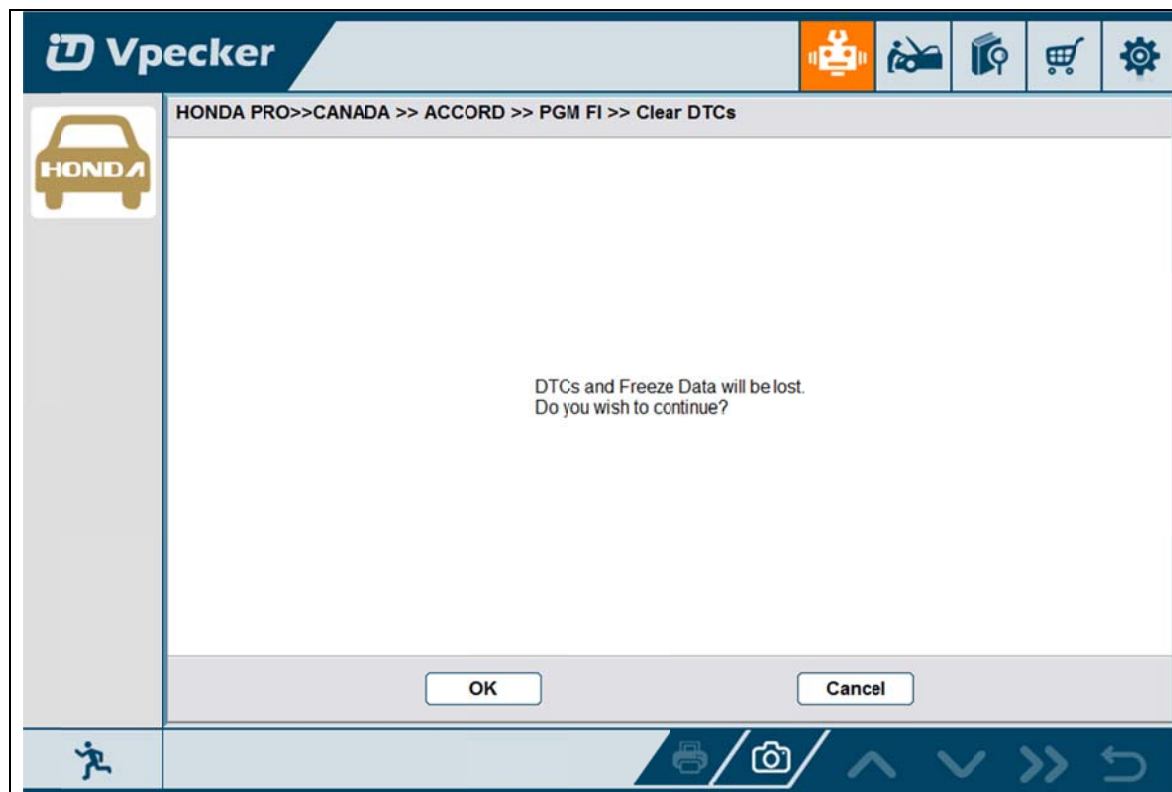 Vpecker
HONDA PRO>>CANADA >> ACCORD >> PGM FI >> Clear DTCs
HONDA
DTCs and Freeze Data will be lost.
Do you wish to continue?
OK
Cancel